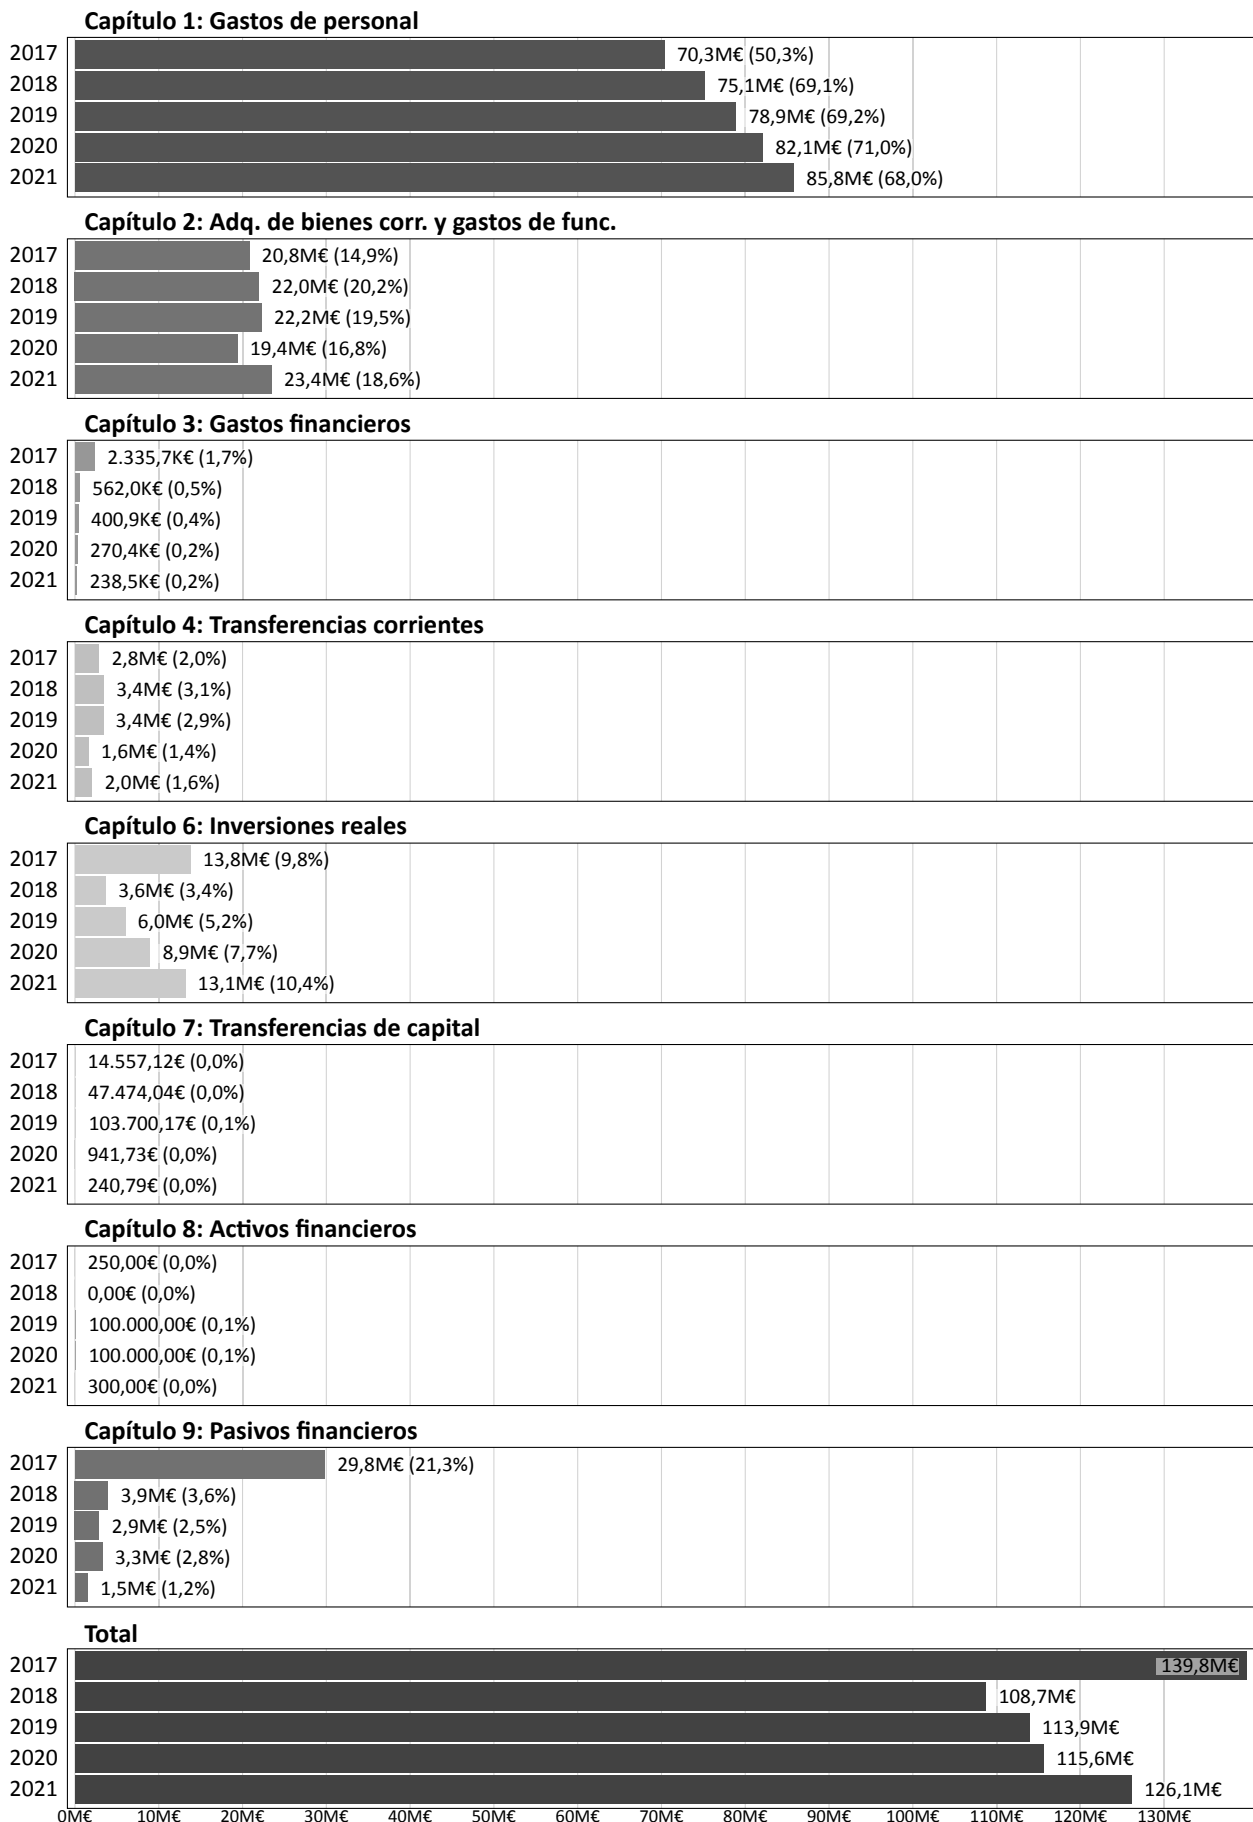 Capítulo 1: Gastos de personal
2017 70,3M€ (50,3%)
2018 75,1M€ (69,1%)
2019 78,9M€ (69,2%)
2020 82,1M€ (71,0%)
2021 85,8M€ (68,0%)
Capítulo 2: Adq. de bienes corr. y gastos de func.
2017 20,8M€ (14,9%)
2018 22,0M€ (20,2%)
2019 22,2M€ (19,5%)
2020 19,4M€ (16,8%)
2021 23,4M€ (18,6%)
Capítulo 3: Gastos financieros
2017 2.335,7K€ (1,7%)
2018 562,0K€ (0,5%)
2019 400,9K€ (0,4%)
2020 270,4K€ (0,2%)
2021 238,5K€ (0,2%)
Capítulo 4: Transferencias corrientes
2017 2,8M€ (2,0%)
2018 3,4M€ (3,1%)
2019 3,4M€ (2,9%)
2020 1,6M€ (1,4%)
2021 2,0M€ (1,6%)
Capítulo 6: Inversiones reales
2017 13,8M€ (9,8%)
2018 3,6M€ (3,4%)
2019 6,0M€ (5,2%)
2020 8,9M€ (7,7%)
2021 13,1M€ (10,4%)
Capítulo 7: Transferencias de capital
2017 14.557,12€ (0,0%)
2018 47.474,04€ (0,0%)
2019 103.700,17€ (0,1%)
2020 941,73€ (0,0%)
2021 240,79€ (0,0%)
Capítulo 8: Activos financieros
2017 250,00€ (0,0%)
2018 0,00€ (0,0%)
2019 100.000,00€ (0,1%)
2020 100.000,00€ (0,1%)
2021 300,00€ (0,0%)
Capítulo 9: Pasivos financieros
2017 29,8M€ (21,3%)
2018 3,9M€ (3,6%)
2019 2,9M€ (2,5%)
2020 3,3M€ (2,8%)
2021 1,5M€ (1,2%)
Total
2017 139,8M€
2018 108,7M€
2019 113,9M€
2020 115,6M€
2021 126,1M€
0M€ 10M€ 20M€ 30M€ 40M€ 50M€ 60M€ 70M€ 80M€ 90M€ 100M€ 110M€ 120M€ 130M€